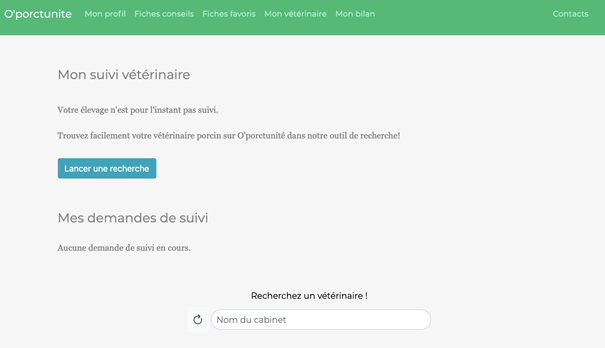 O'porctunite Mon profil Fiches conseils Fiches favoris Mon vétérinaire Mon bilan Contacts
Mon suivi vétérinaire
Votre élevage n'est pour l'instant pas suivi.
Trouvez facilement votre vétérinaire porcin sur O'porctunité dans notre outil de recherche!
Lancer une recherche
Mes demandes de suivi
Aucune demande de suivi en cours.
Recherchez un vétérinaire !
Nom du cabinet